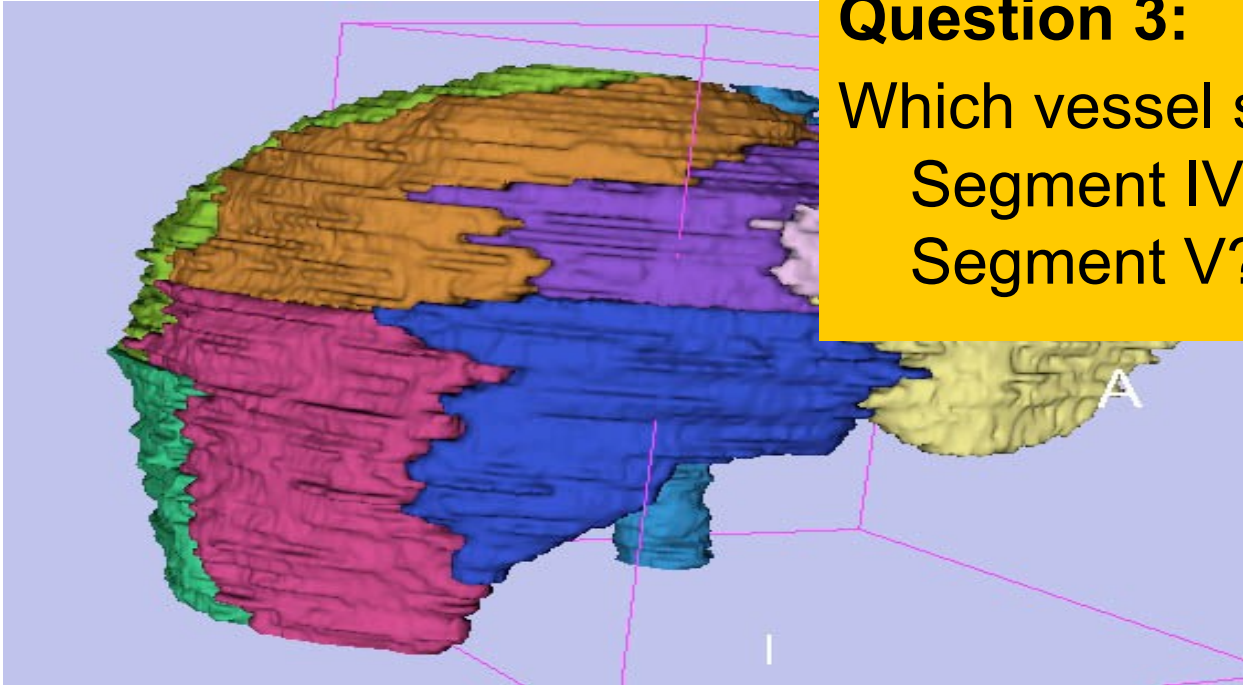 Question 3:
Which vessel s
Segment IV
Segment V?
A
I